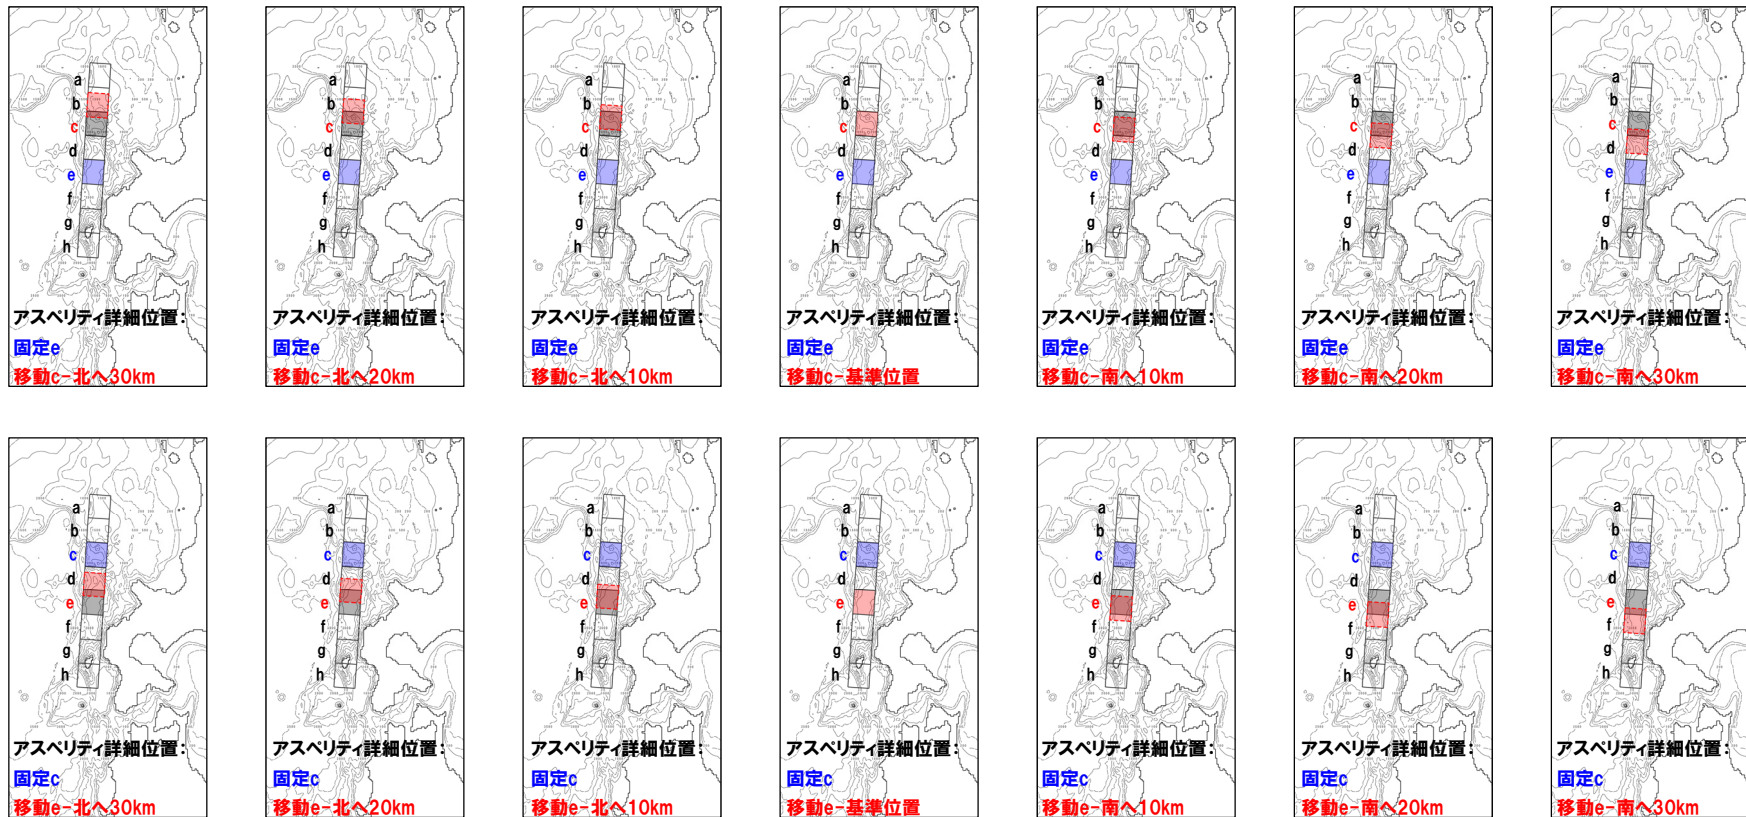 a
b
c
d
e
f
g
h
アスペリティ詳細位置：
固定e
移動c-北へ30km
a
b
c
d
e
f
g
h
アスペリティ詳細位置：
固定e
移動c-北へ20km
a
b
c
d
e
f
g
h
アスペリティ詳細位置：
固定e
移動c-北へ10km
a
b
c
d
e
f
g
h
アスペリティ詳細位置：
固定e
移動c-基準位置
a
b
c
d
e
f
g
h
アスペリティ詳細位置：
固定e
移動c-南へ10km
a
b
c
d
e
f
g
h
アスペリティ詳細位置：
固定e
移動c-南へ20km
a
b
c
d
e
f
g
h
アスペリティ詳細位置：
固定e
移動c-南へ30km
a
b
c
d
e
f
g
h
アスペリティ詳細位置：
固定c
移動e-北へ30km
a
b
c
d
e
f
g
h
アスペリティ詳細位置：
固定c
移動e-北へ20km
a
b
c
d
e
f
g
h
アスペリティ詳細位置：
固定c
移動e-北へ10km
a
b
c
d
e
f
g
h
アスペリティ詳細位置：
固定c
移動e-基準位置
a
b
c
d
e
f
g
h
アスペリティ詳細位置：
固定c
移動e-南へ10km
a
b
c
d
e
f
g
h
アスペリティ詳細位置：
固定c
移動e-南へ20km
a
b
c
d
e
f
g
h
アスペリティ詳細位置：
固定c
移動e-南へ30km